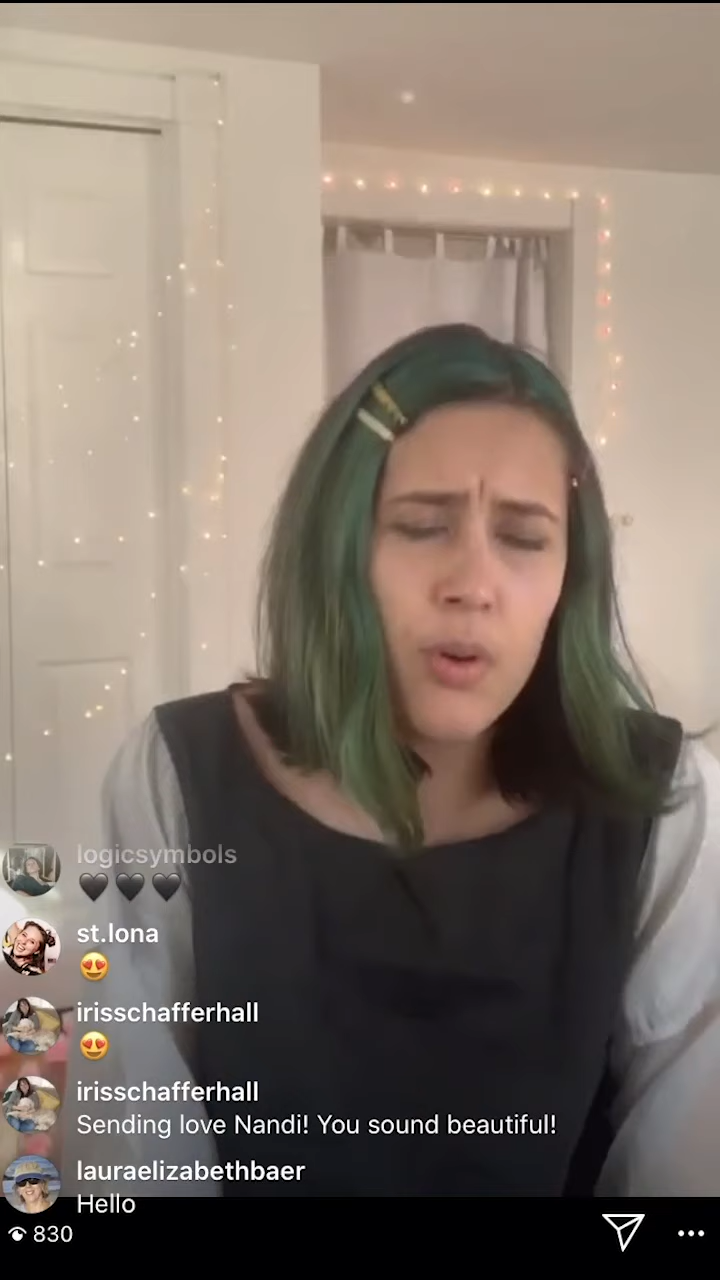 logicsymbols
🖤🖤🖤
st.lona
😍
irisschafferhall
😍
irisschafferhall
Sending love Nandi! You sound beautiful!
lauraelizabethbaer
Hello
830